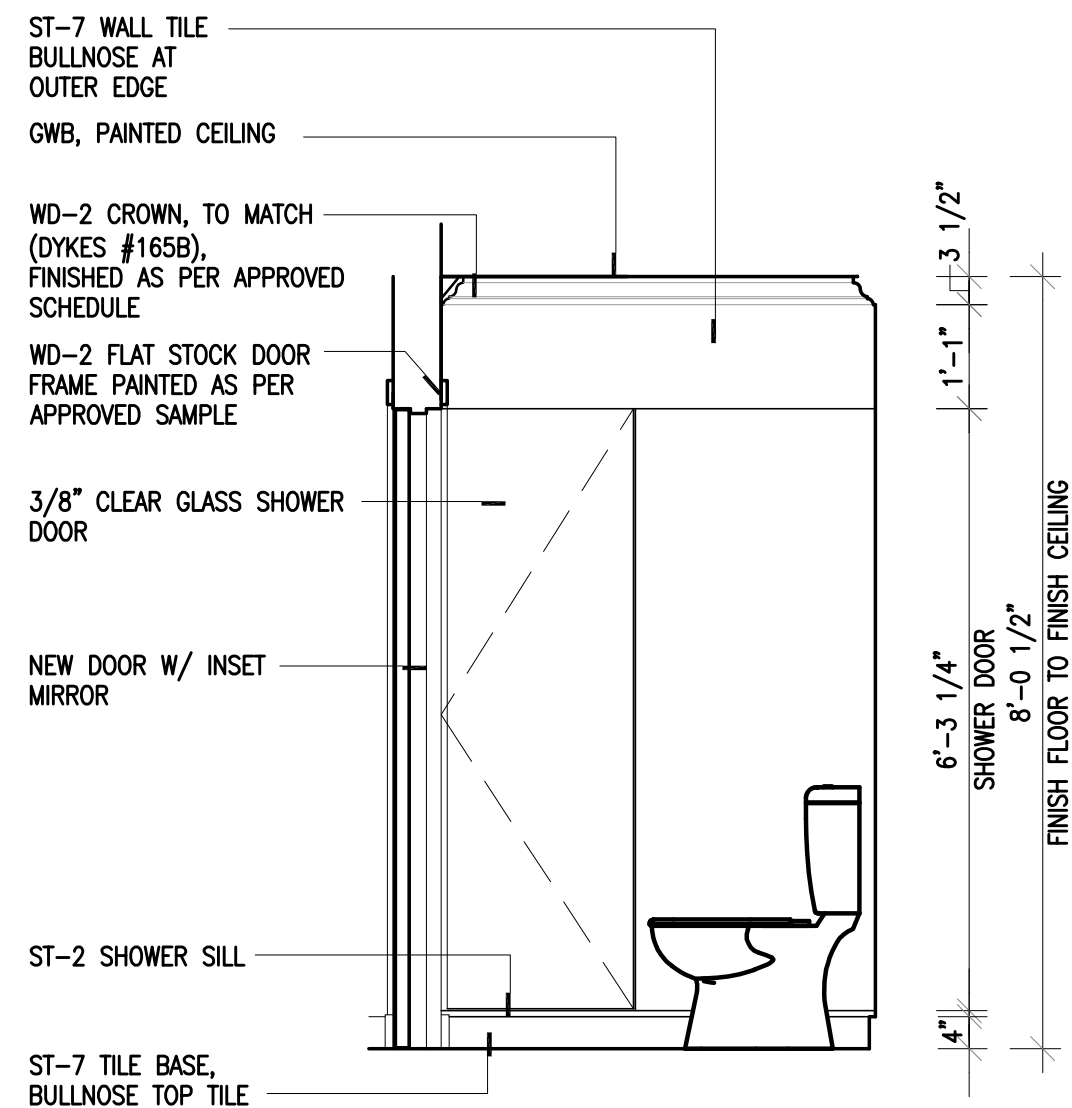 ST-7 WALL TILE
BULLNOSE AT
OUTER EDGE
GWB, PAINTED CEILING
WD-2 CROWN, TO MATCH
(DYKES #165B),
FINISHED AS PER APPROVED
SCHEDULE
WD-2 FLAT STOCK DOOR
FRAME PAINTED AS PER
APPROVED SAMPLE
3/8" CLEAR GLASS SHOWER
DOOR
NEW DOOR W/ INSET
MIRROR
ST-2 SHOWER SILL
ST-7 TILE BASE,
BULLNOSE TOP TILE
3 1/2"
1'-1"
6'-3 1/4"
SHOWER DOOR
4"
8'-0 1/2"
FINISH FLOOR TO FINISH CEILING